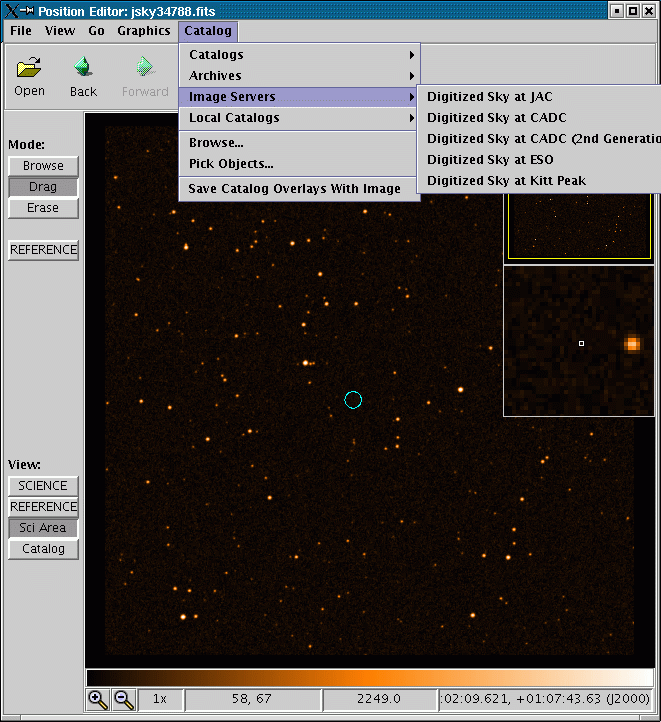 Position Editor: jsky34788.fits
File View Go Graphics Catalog
Catalogs
Archives
Image Servers
Local Catalogs
Browse...
Pick Objects...
Save Catalog Overlays With Image
Digitized Sky at JAC
Digitized Sky at CADC
Digitized Sky at CADC (2nd Generatio
Digitized Sky at ESO
Digitized Sky at Kitt Peak
Open Back Forward
Mode:
Browse
Drag
Erase
REFERENCE
View:
SCIENCE
REFERENCE
Sci Area
Catalog
1x 58, 67 2249.0 :02:09.621, +01:07:43.63 (J2000)